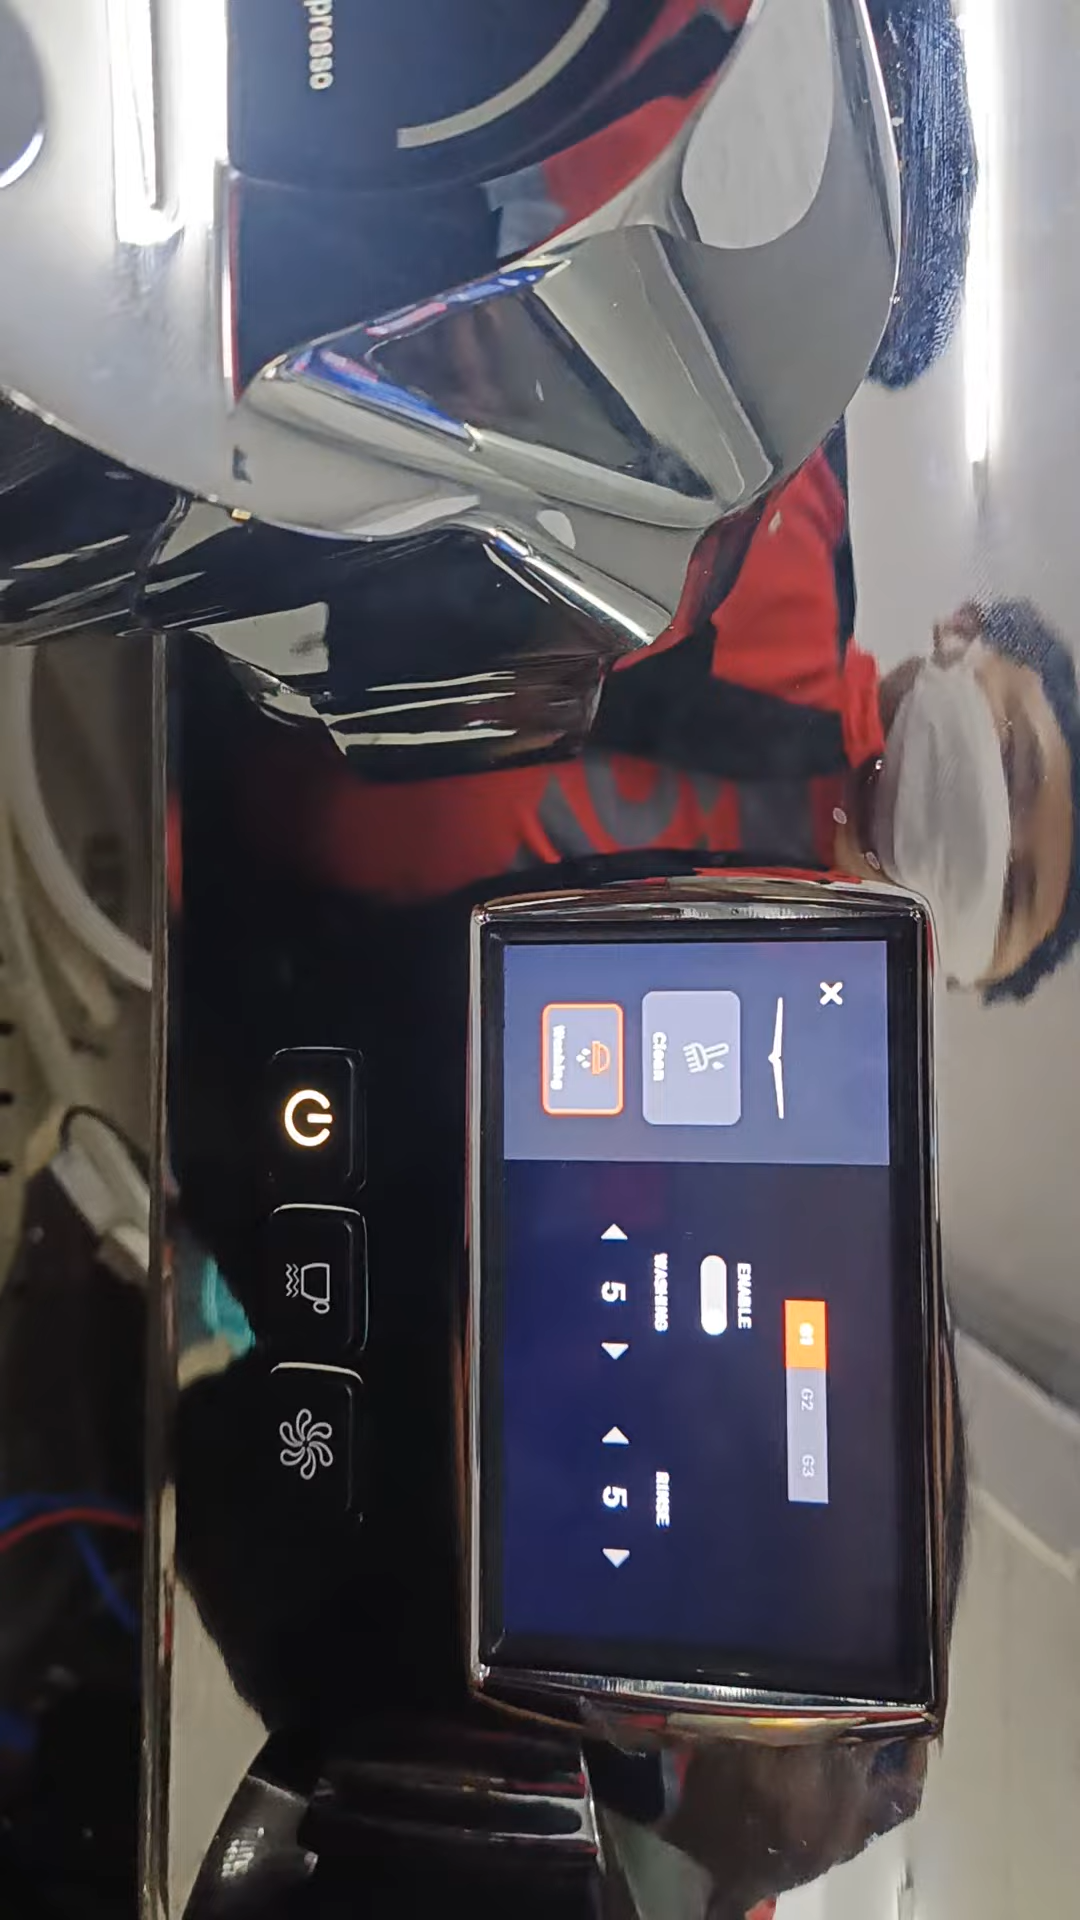 presso
Clean
Washing
G1 G2 G3
ENABLE
WASHING
5
RINSE
5